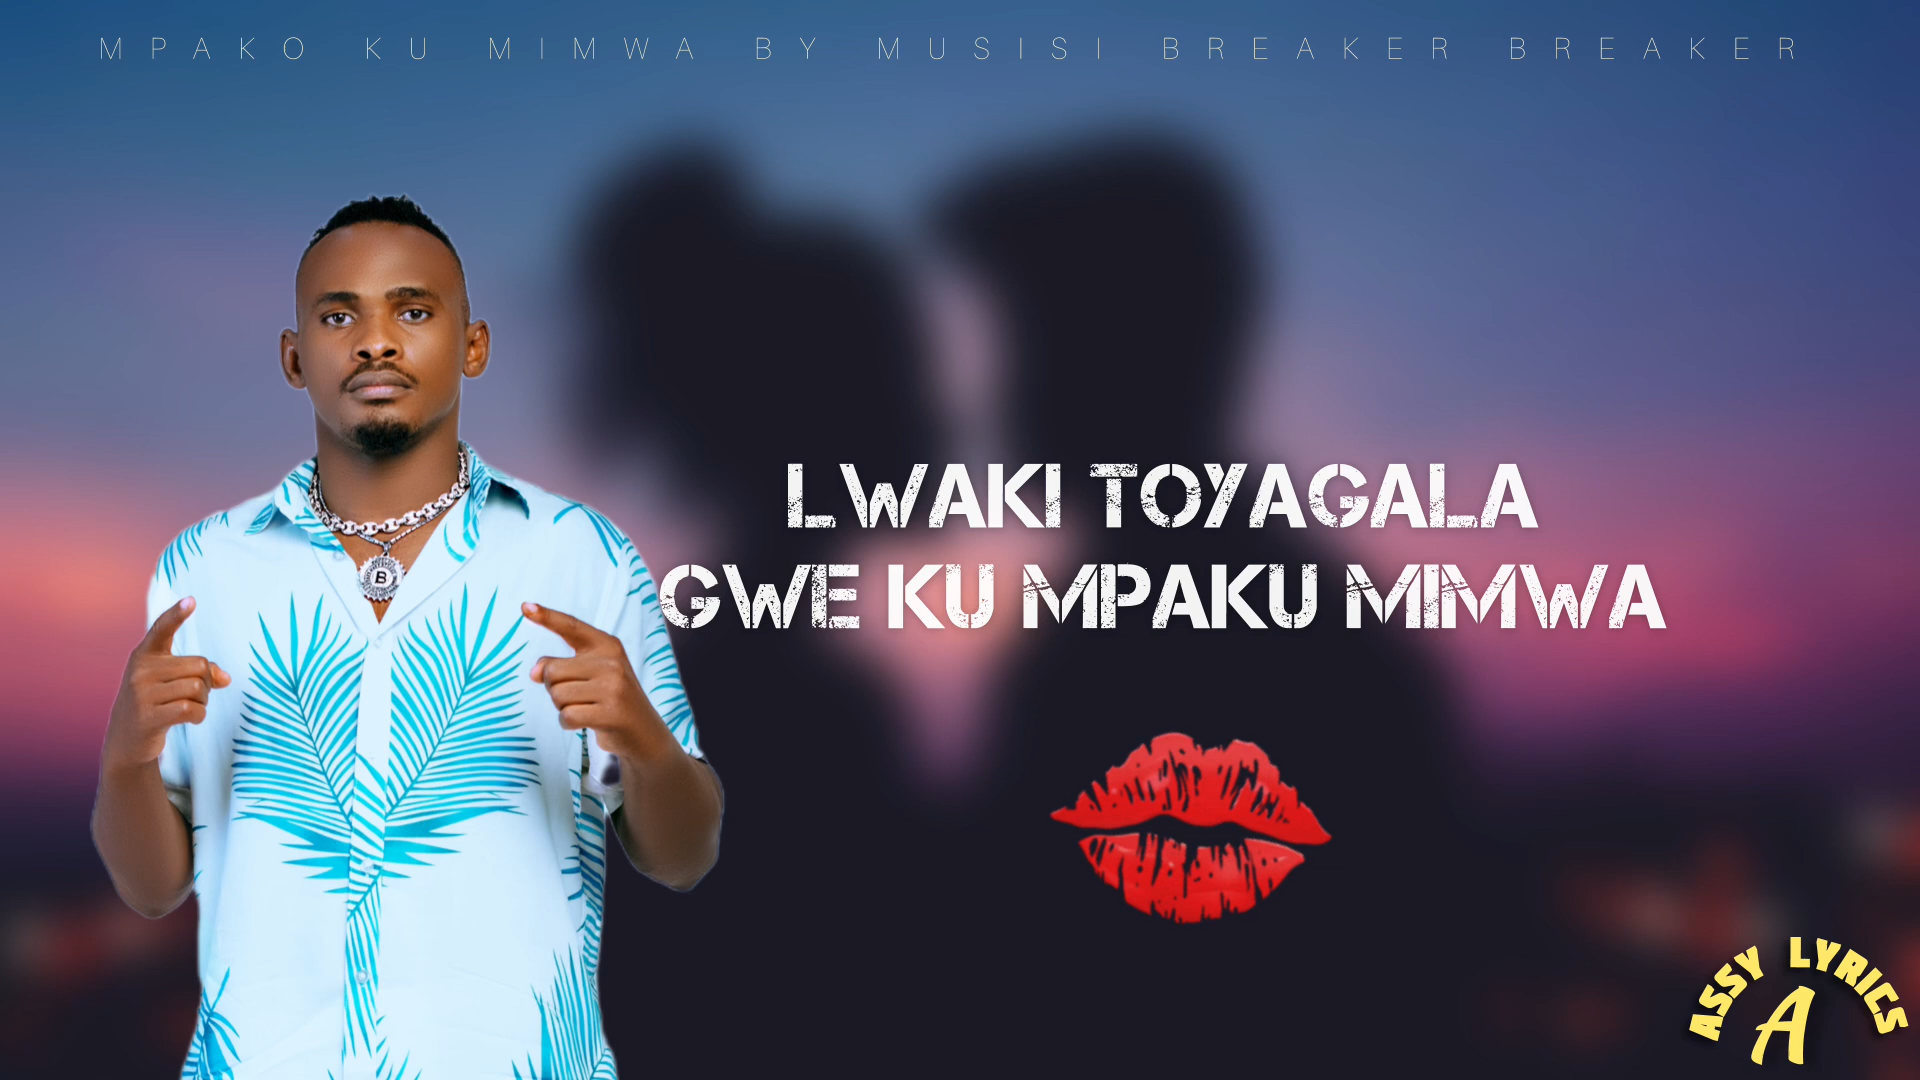 MPAKO KU MIMWA BY MUSISI BREAKER BREAKER
LWAKI TOYAGALA
GWE KU MPAKU MIMWA
B
ASSY LYRICS
A